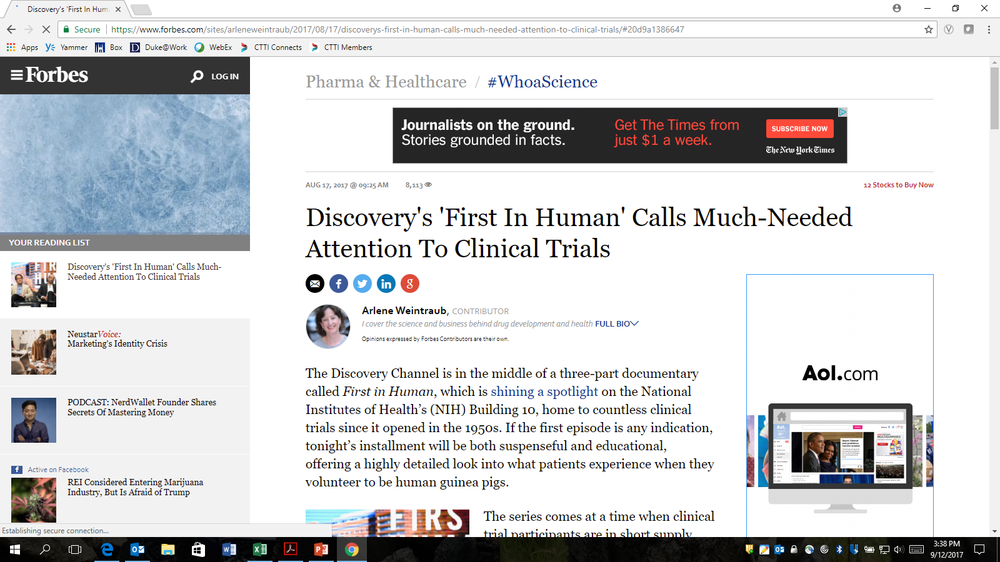 Discovery's 'First In Hum
Secure
https://www.forbes.com/sites/arleneweintraub/2017/08/17/discoverys-first-in-human-calls-much-needed-attention-to-clinical-trials/#20d9a1386647
Apps
Yammer
Box
Duke@Work
WebEx
CTTI Connects
CTTI Members
Forbes
LOG IN
YOUR READING LIST
Discovery's 'First In Human' Calls Much-
Needed Attention To Clinical Trials
NeustarVoice:
Marketing's Identity Crisis
PODCAST: NerdWallet Founder Shares
Secrets Of Mastering Money
Active on Facebook
REI Considered Entering Marijuana
Industry, But Is Afraid of Trump
Establishing secure connection...
Pharma & Healthcare / #WhoaScience
Journalists on the ground.
Stories grounded in facts.
Get The Times from
just $1 a week.
SUBSCRIBE NOW
The New York Times
AUG 17, 2017 @ 09:25 AM
8,113
12 Stocks to Buy Now
Discovery's 'First In Human' Calls Much-Needed
Attention To Clinical Trials
Arlene Weintraub, CONTRIBUTOR
I cover the science and business behind drug development and health FULL BIO
Opinions expressed by Forbes Contributors are their own.
The Discovery Channel is in the middle of a three-part documentary
called First in Human, which is shining a spotlight on the National
Institutes of Health's (NIH) Building 10, home to countless clinical
trials since it opened in the 1950s. If the first episode is any indication,
tonight's installment will be both suspenseful and educational,
offering a highly detailed look into what patients experience when they
volunteer to be human guinea pigs.
FIRS
The series comes at a time when clinical
trial participants are in short supply
Aol.com
Aol.
3:38 PM
9/12/2017